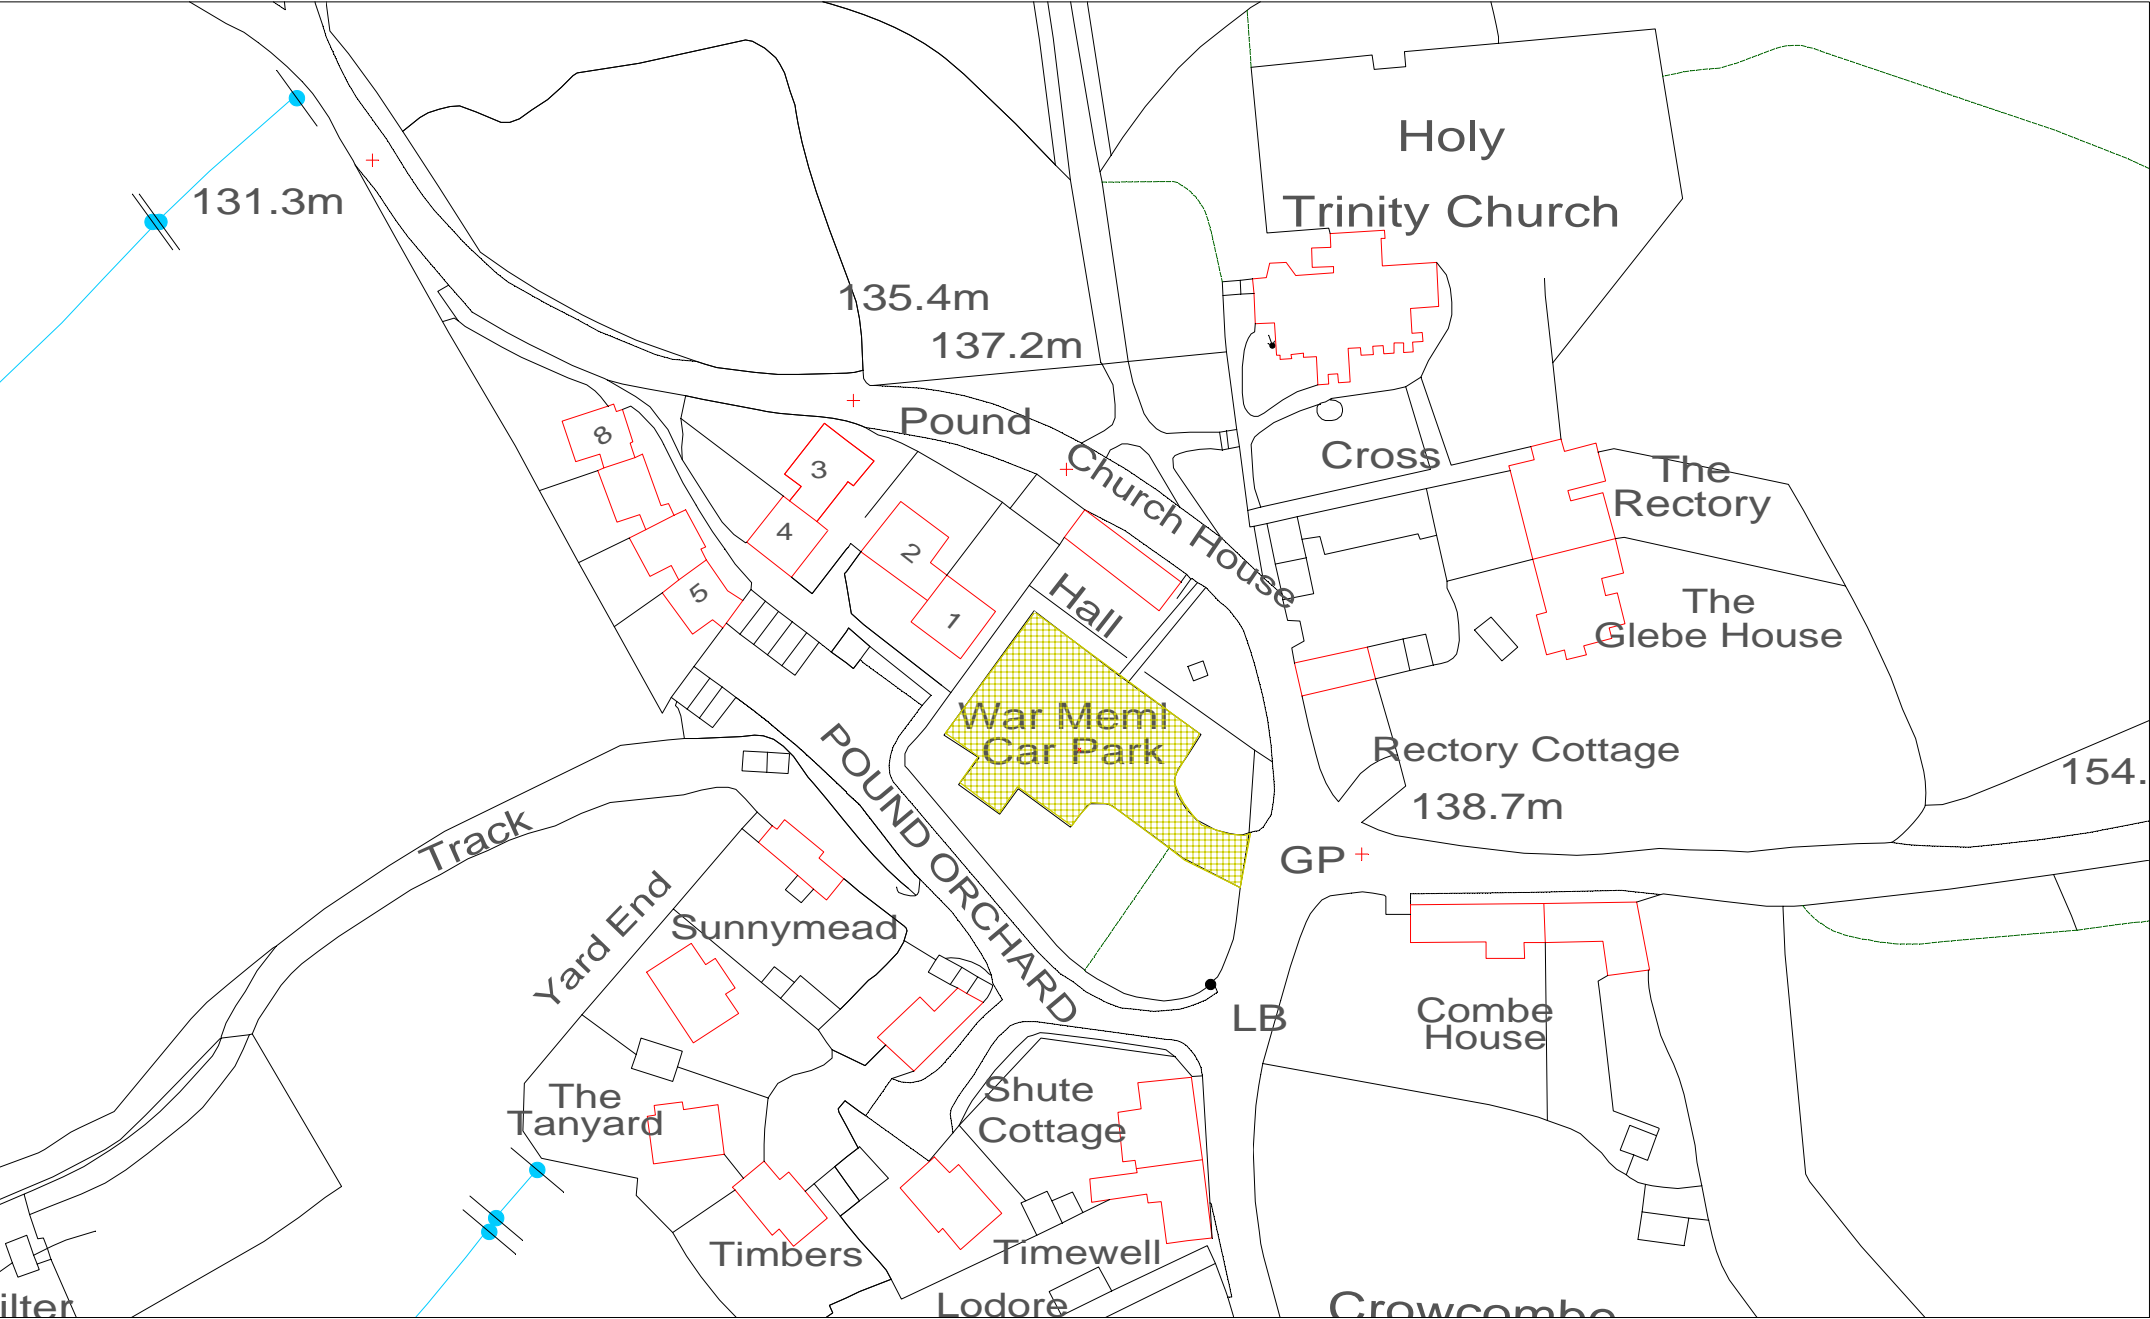 Holy
131.3m
Trinity Church
135.4m
137.2m
Pound
8
3
Cross
Church House
The
Rectory
4
2
5
1
Hall
The
Glebe House
War Meml
Car Park
POUND ORCHARD
Rectory Cottage
154.
138.7m
Track
GP
Yard End
Sunnymead
LB
Combe
House
The
Tanyard
Shute
Cottage
Timbers
Timewell
ilter
Lodore
Crowcombe